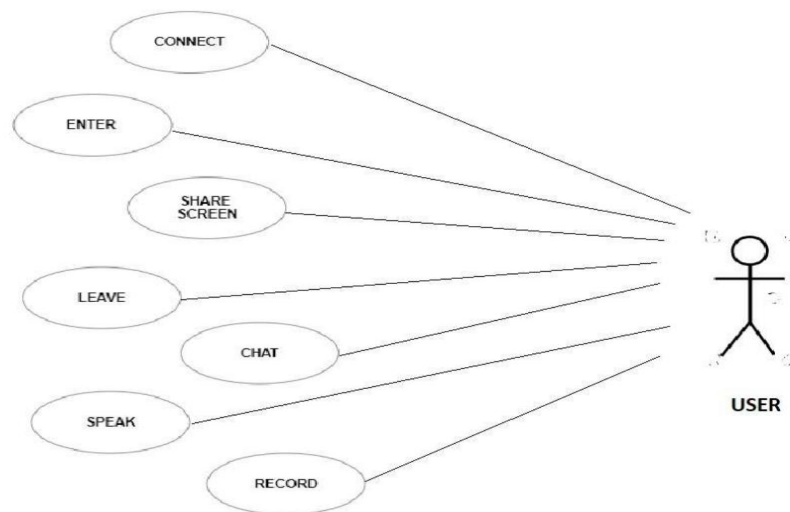 CONNECT
ENTER
SHARE
SCREEN
LEAVE
CHAT
SPEAK
RECORD
USER